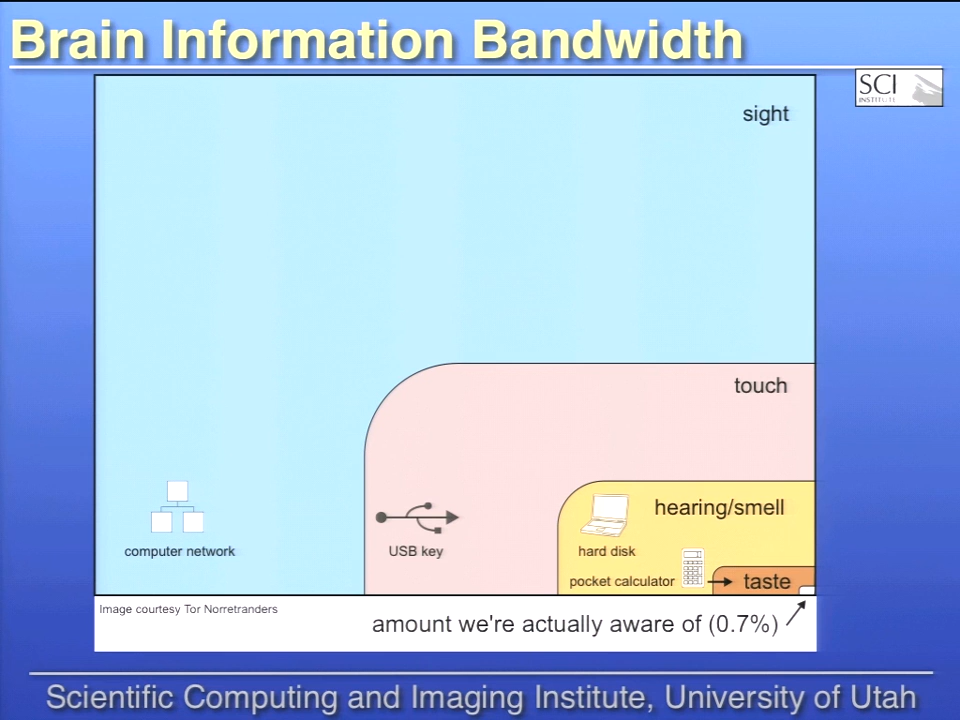 Brain Information Bandwidth
SCI
INSTITUTE
sight
touch
hearing/smell
computer network
USB key
hard disk
pocket calculator
taste
Image courtesy Tor Norretranders
amount we're actually aware of (0.7%)
Scientific Computing and Imaging Institute, University of Utah